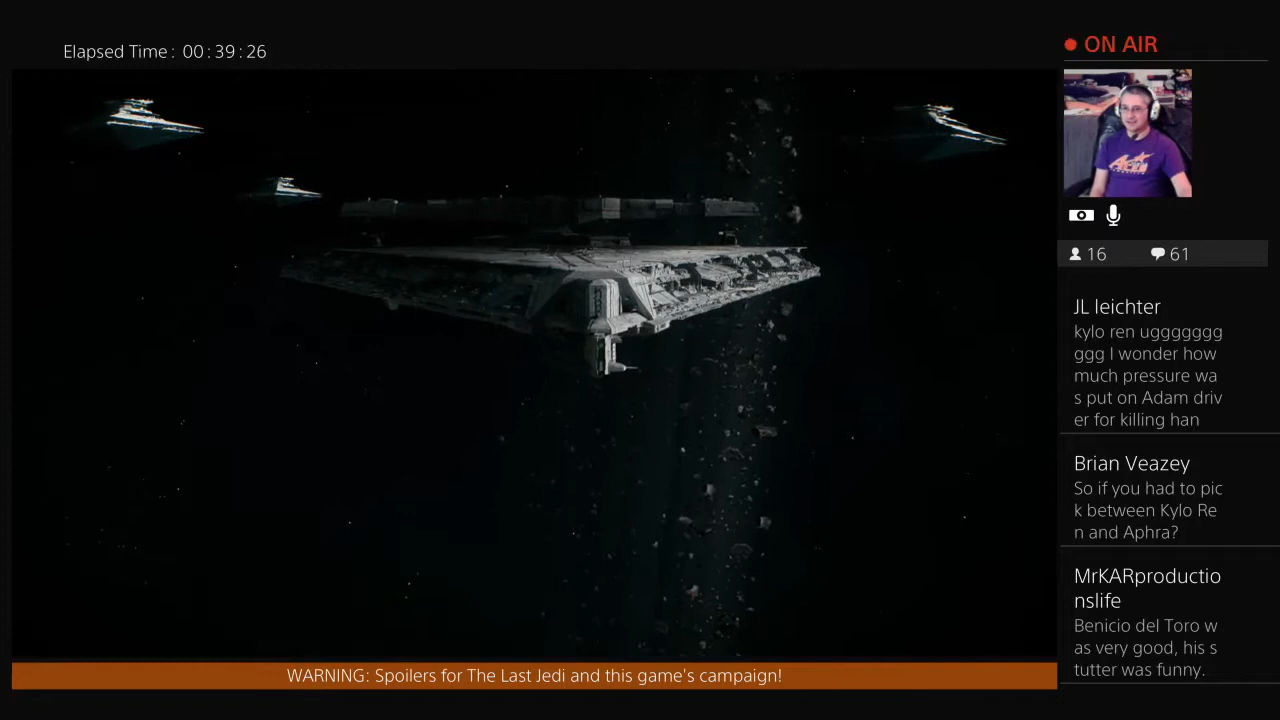 Elapsed Time: 00:39:26
ON AIR
16 61
JL leichter
kylo ren uggggggg
ggg I wonder how
much pressure wa
s put on Adam driv
er for killing han
Brian Veazey
So if you had to pic
k between Kylo Re
n and Aphra?
MrKARproductio
nslife
Benicio del Toro w
as very good, his s
tutter was funny.
WARNING: Spoilers for The Last Jedi and this game's campaign!